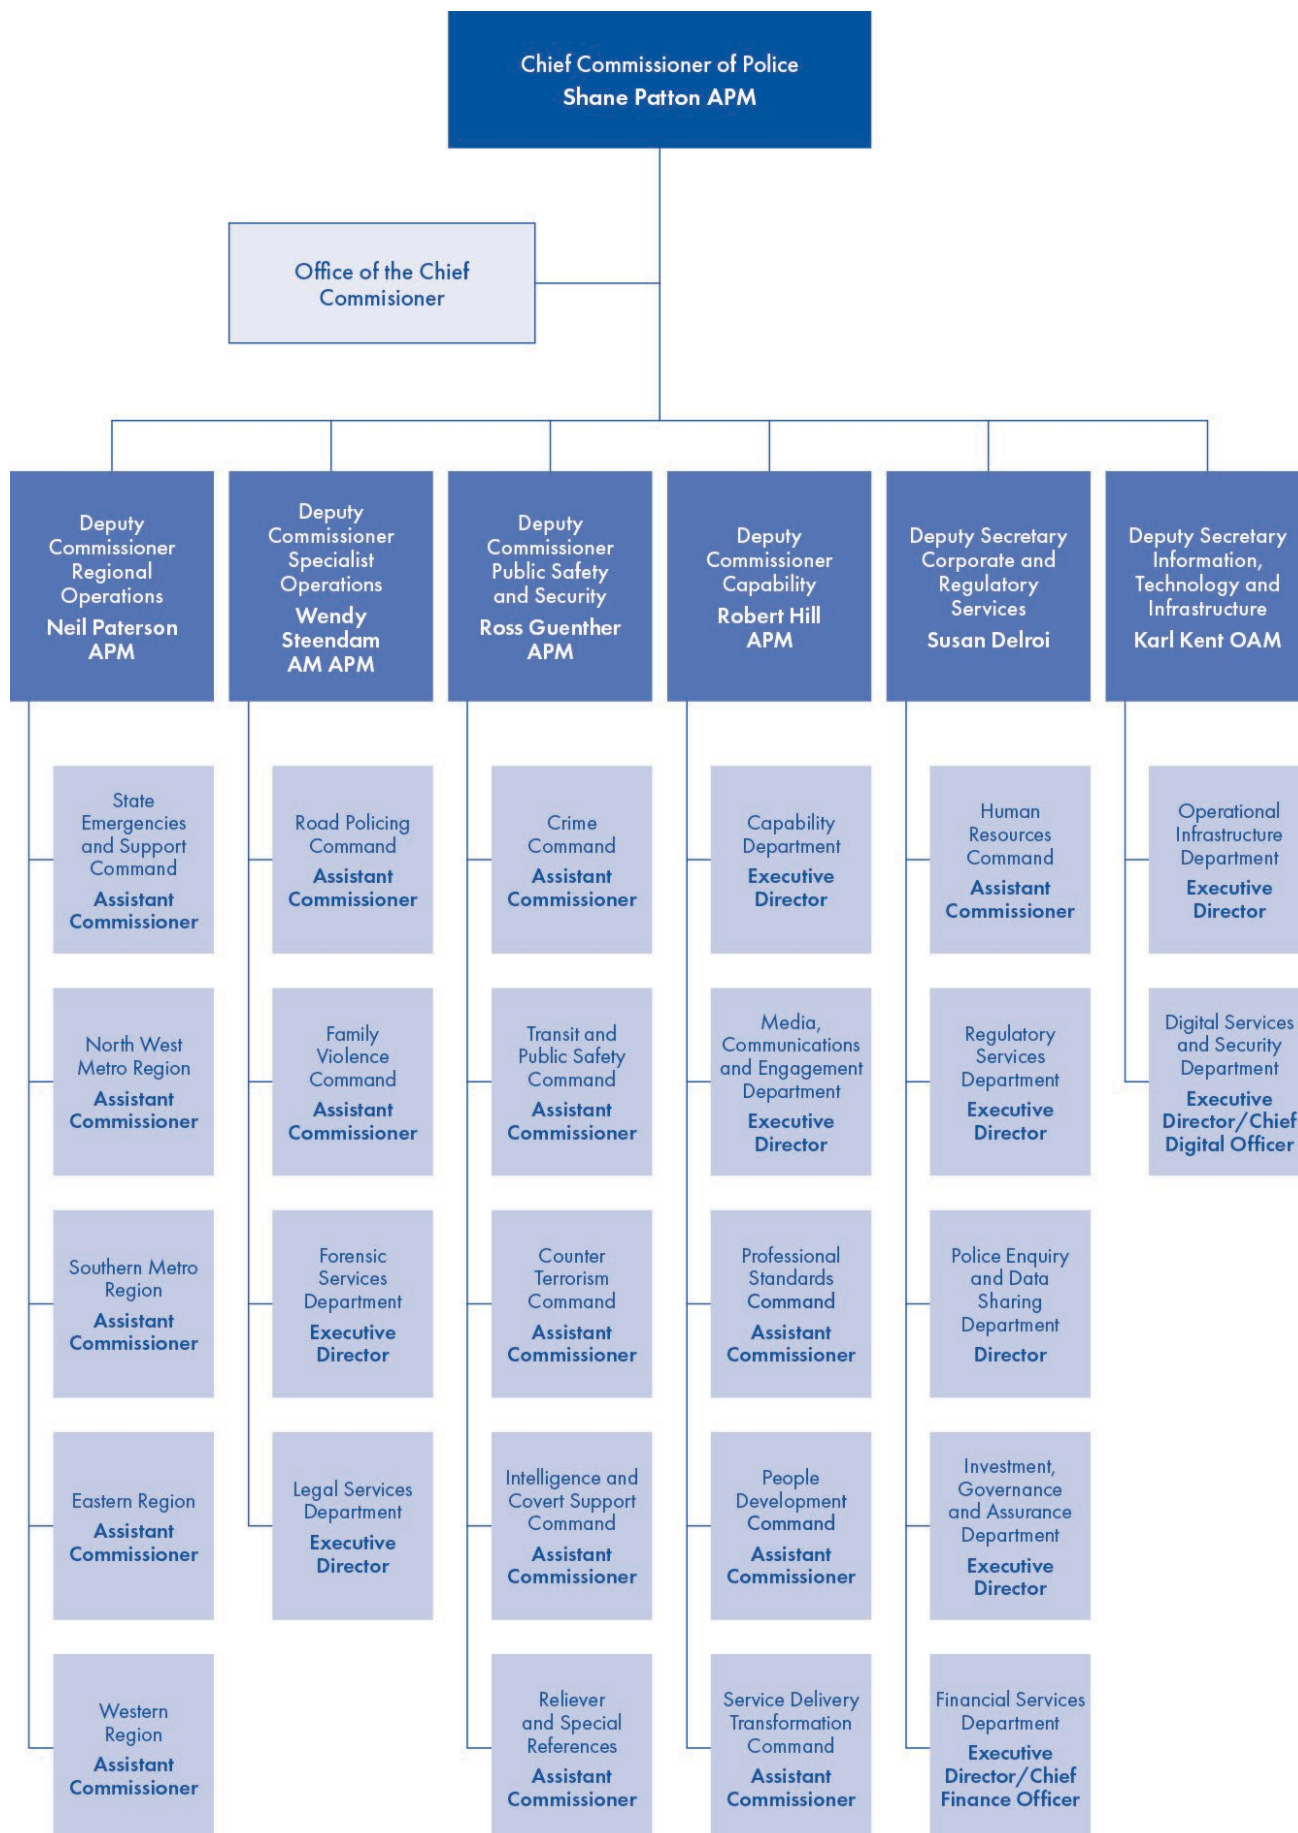 Chief Commissioner of Police
Shane Patton APM
Office of the Chief
Commisioner
Deputy
Commissioner
Regional
Operations
Neil Paterson
APM
Deputy
Commissioner
Specialist
Operations
Wendy
Steendam
AM APM
Deputy
Commissioner
Public Safety
and Security
Ross Guenther
APM
Deputy
Commissioner
Capability
Robert Hill
APM
Deputy Secretary
Corporate and
Regulatory
Services
Susan Delroi
Deputy Secretary
Information,
Technology and
Infrastructure
Karl Kent OAM
State
Emergencies
and Support
Command
Assistant
Commissioner
North West
Metro Region
Assistant
Commissioner
Southern Metro
Region
Assistant
Commissioner
Eastern Region
Assistant
Commissioner
Western
Region
Assistant
Commissioner
Road Policing
Command
Assistant
Commissioner
Family
Violence
Command
Assistant
Commissioner
Forensic
Services
Department
Executive
Director
Legal Services
Department
Executive
Director
Crime
Command
Assistant
Commissioner
Transit and
Public Safety
Command
Assistant
Commissioner
Counter
Terrorism
Command
Assistant
Commissioner
Intelligence and
Covert Support
Command
Assistant
Commissioner
Reliever
and Special
References
Assistant
Commissioner
Capability
Department
Executive
Director
Media,
Communications
and Engagement
Department
Executive
Director
Professional
Standards
Command
Assistant
Commissioner
People
Development
Command
Assistant
Commissioner
Service Delivery
Transformation
Command
Assistant
Commissioner
Human
Resources
Command
Assistant
Commissioner
Regulatory
Services
Department
Executive
Director
Police Enquiry
and Data
Sharing
Department
Director
Investment,
Governance
and Assurance
Department
Executive
Director
Financial Services
Department
Executive
Director/Chief
Finance Officer
Operational
Infrastructure
Department
Executive
Director
Digital Services
and Security
Department
Executive
Director/Chief
Digital Officer